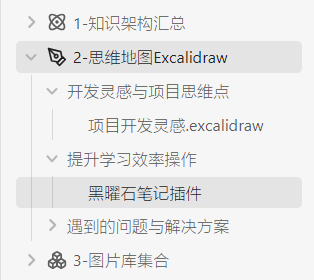 1-知识架构汇总
2-思维地图Excalidraw
开发灵感与项目思维点
项目开发灵感.excalidraw
提升学习效率操作
黑曜石笔记插件
遇到的问题与解决方案
3-图片库集合